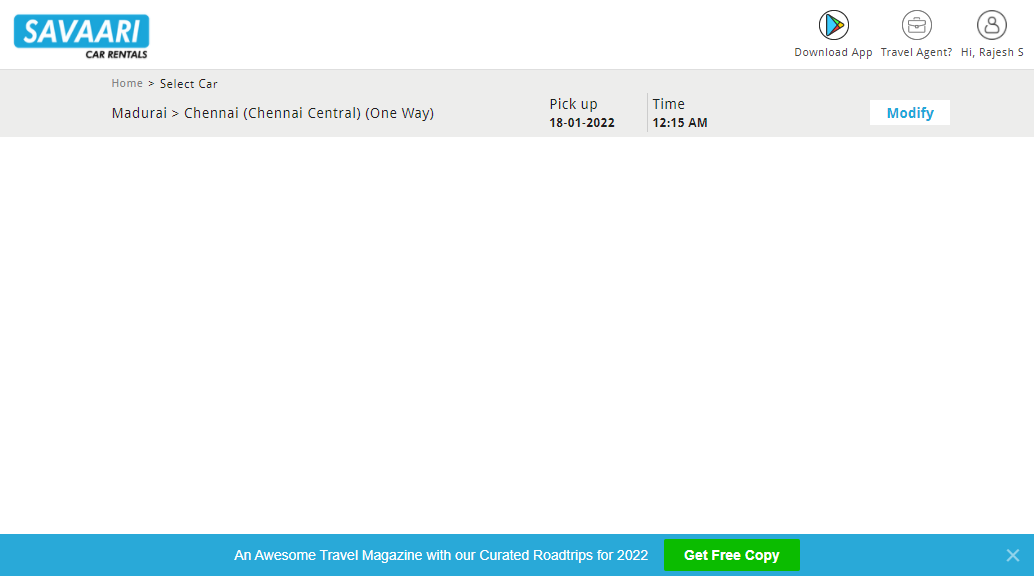 SAVAARI
CAR RENTALS
Download App
Travel Agent?
Hi, Rajesh S
Home > Select Car
Madurai > Chennai (Chennai Central) (One Way)
Pick up
18-01-2022
Time
12:15 AM
Modify
An Awesome Travel Magazine with our Curated Roadtrips for 2022
Get Free Copy